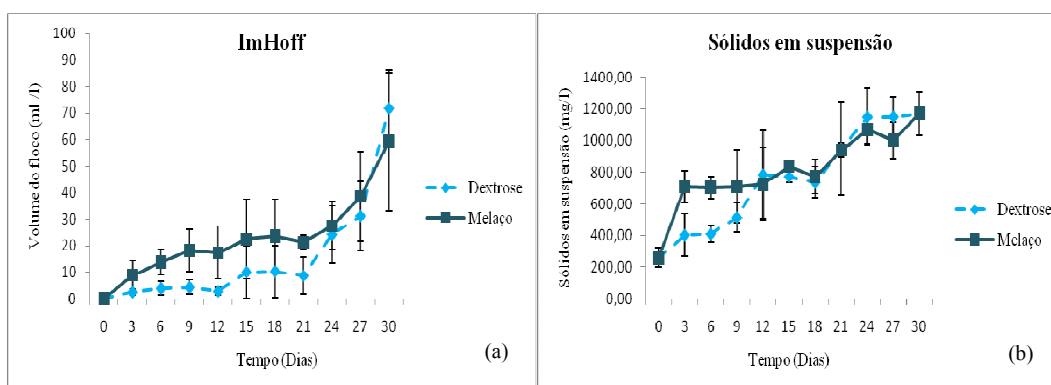 ImHoff
100
90
80
70
60
50
40
30
20
10
0
Volume do floco (ml /l)
0 3 6 9 12 15 18 21 24 27 30
Tempo (Dias)
Dextrose
Melaço
(a)
Sólidos em suspensão
1400,00
1200,00
1000,00
800,00
600,00
400,00
200,00
0,00
Sólidos em suspensão (mg/l)
0 3 6 9 12 15 18 21 24 27 30
Tempo (Dias)
Dextrose
Melaço
(b)